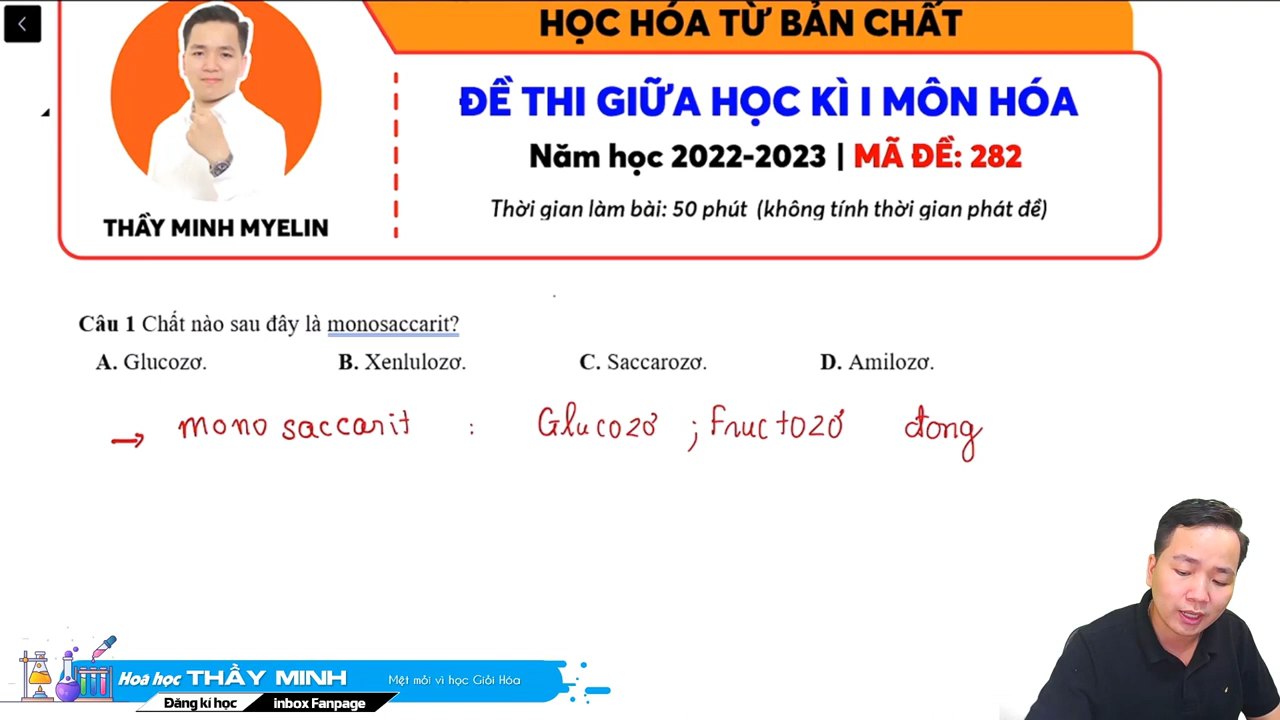 HỌC HÓA TỪ BẢN CHẤT
ĐỀ THI GIỮA HỌC KÌ I MÔN HÓA
Năm học 2022-2023 | MÃ ĐỀ: 282
Thời gian làm bài: 50 phút (không tính thời gian phát đề)
THẦY MINH MYELIN
Câu 1 Chất nào sau đây là monosaccarit?
A. Glucozơ. B. Xenlulozơ. C. Saccarozơ. D. Amilozơ.
→ mono saccarit : Glucozơ ; Fructozơ đong
Hoá học THẦY MINH Mệt mỏi vì học Giỏi Hóa
Đăng kí học inbox Fanpage